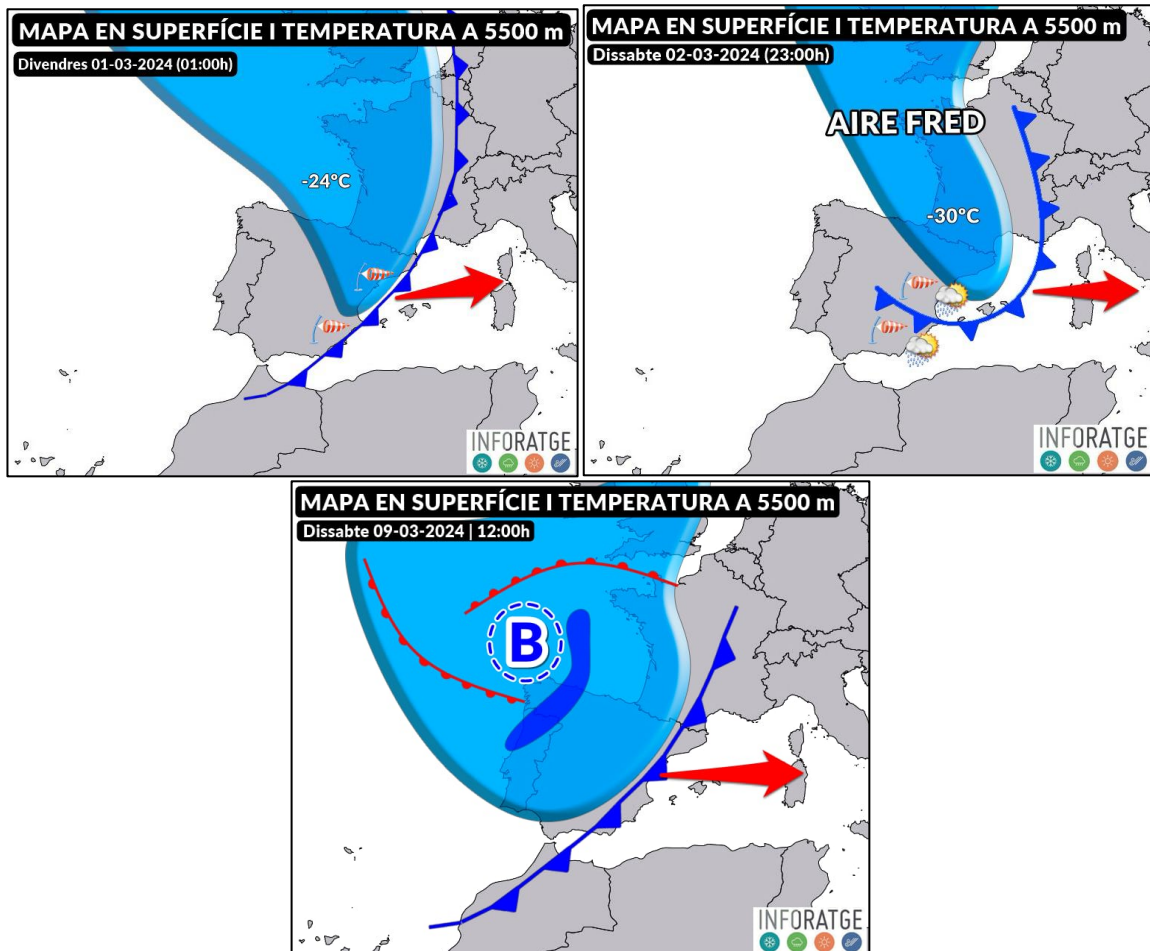 MAPA EN SUPERFÍCIE I TEMPERATURA A 5500 m
Divendres 01-03-2024 (01:00h)
-24ºC
INFORATGE
MAPA EN SUPERFÍCIE I TEMPERATURA A 5500 m
Dissabte 02-03-2024 (23:00h)
AIRE FRED
-30ºC
INFORATGE
MAPA EN SUPERFÍCIE I TEMPERATURA A 5500 m
Dissabte 09-03-2024 | 12:00h
B
INFORATGE